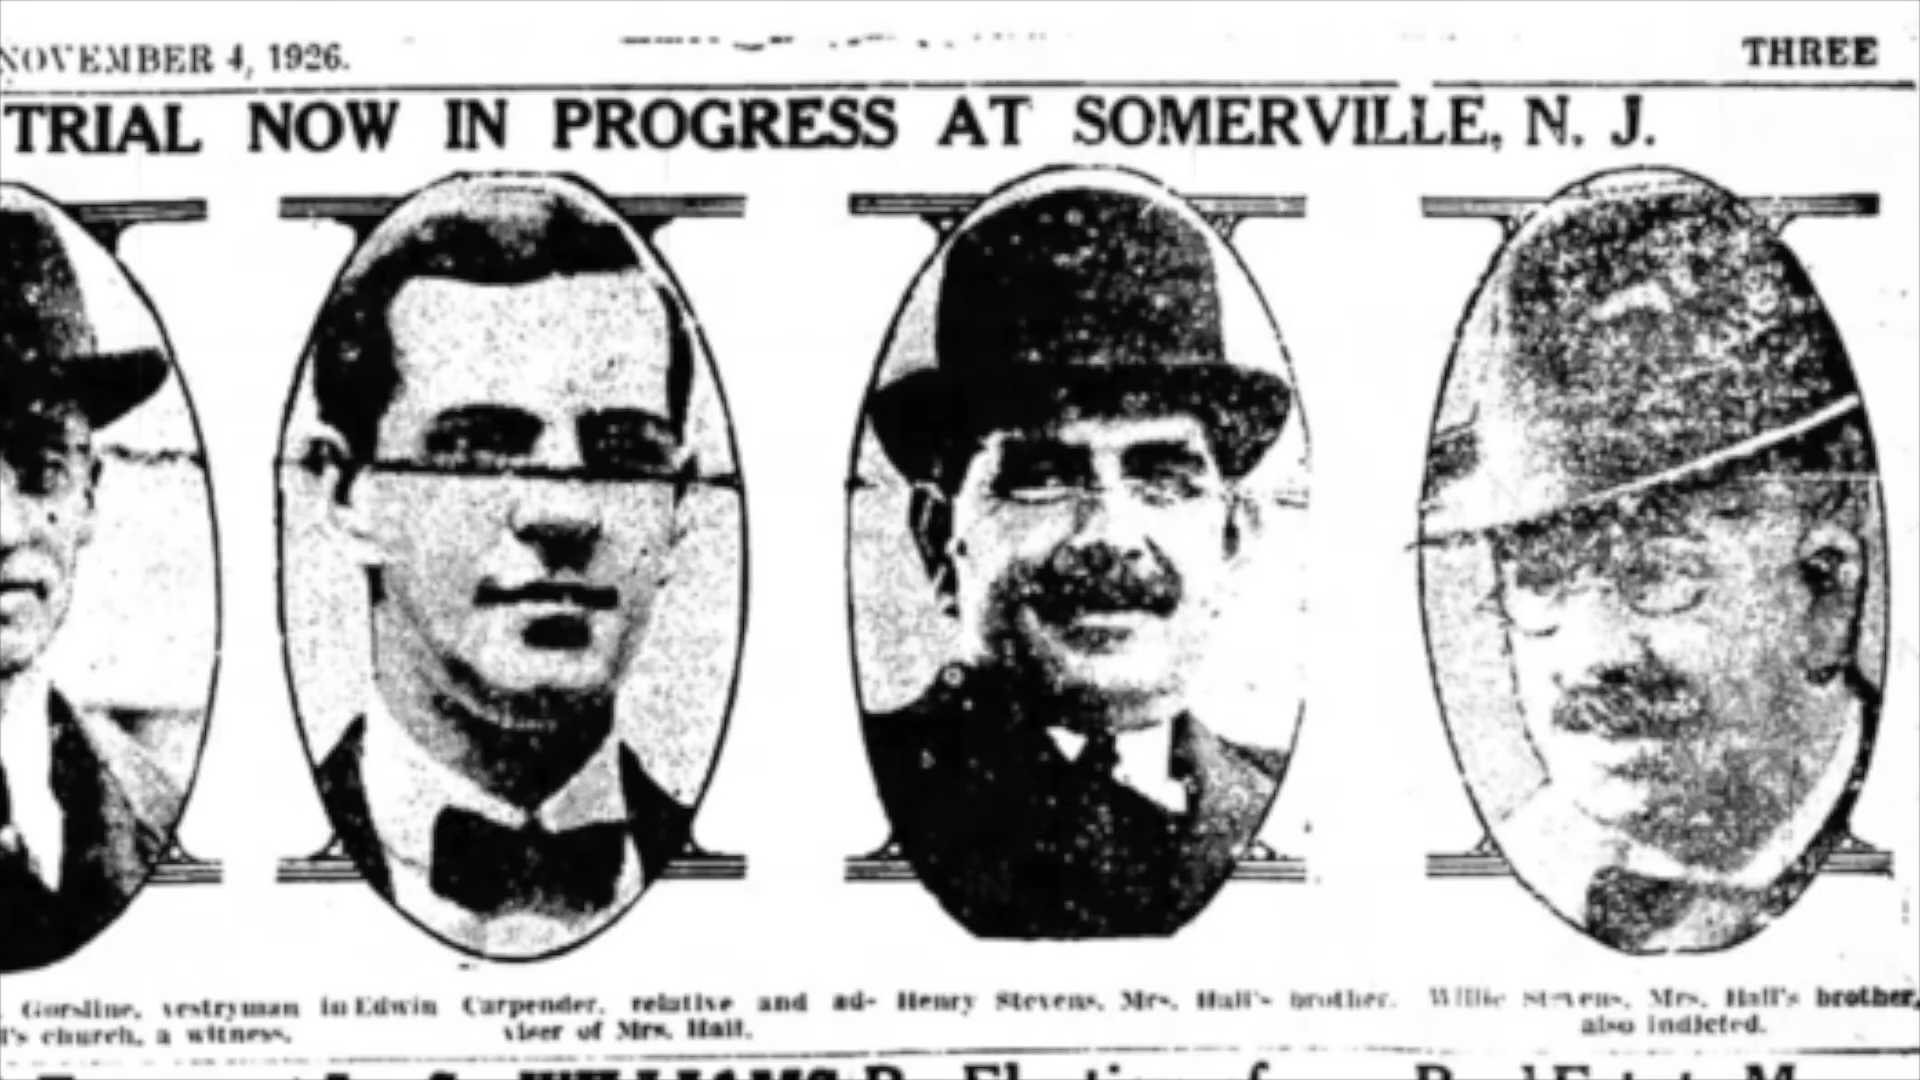 NOVEMBER 4, 1926.
THREE
TRIAL NOW IN PROGRESS AT SOMERVILLE, N. J.
Gorsline, vestryman in
l's church, a witness.
Edwin Carpender, relative and ad-
viser of Mrs. Hall.
Henry Stevens, Mrs. Hall's brother.
Willie Stevens, Mrs. Hall's brother,
also indicted.
WILLIAMS